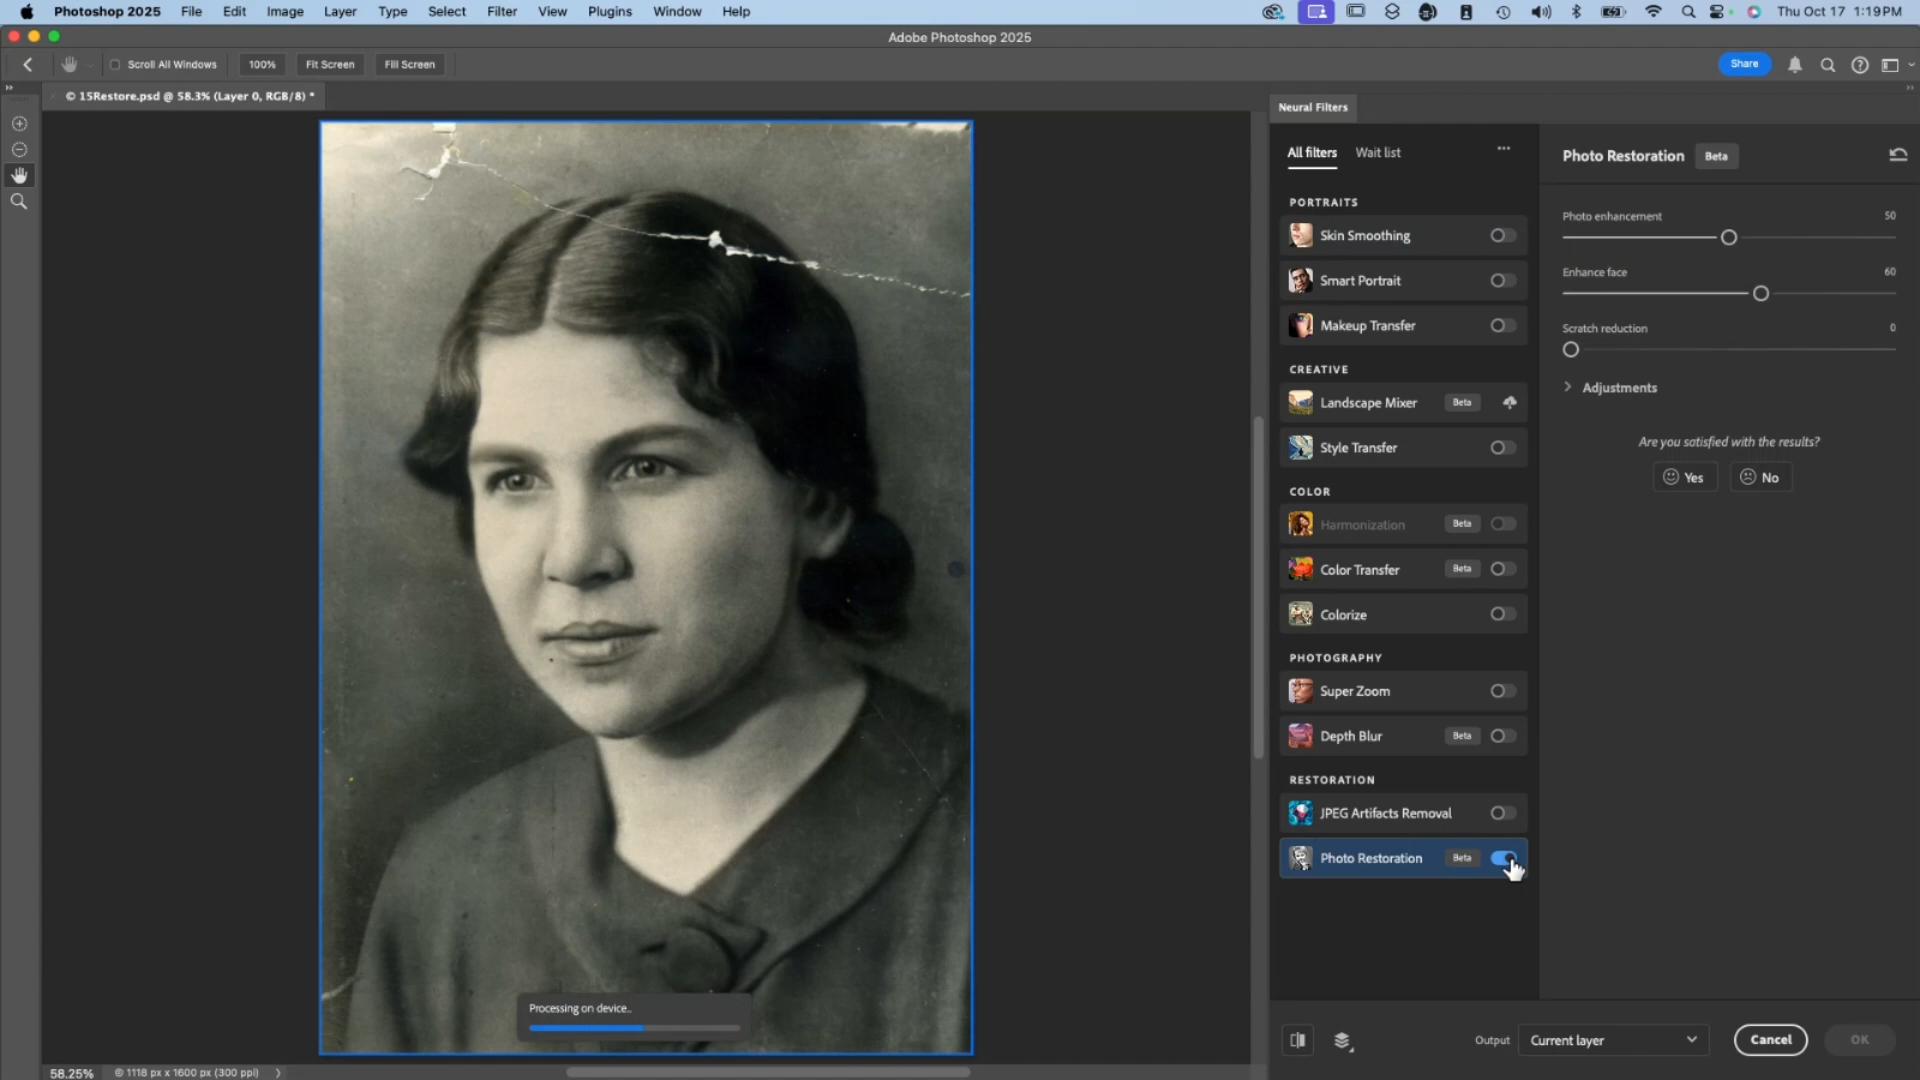 Photoshop 2025 File Edit Image Layer Type Select Filter View Plugins Window Help Thu Oct 17 1:19 PM
Adobe Photoshop 2025
Scroll All Windows 100% Fit Screen Fill Screen Share
© 15Restore.psd @ 58.3% (Layer 0, RGB/8) *
Neural Filters
All filters Wait list
Photo Restoration Beta
PORTRAITS
Skin Smoothing
Smart Portrait
Makeup Transfer
CREATIVE
Landscape Mixer Beta
Style Transfer
COLOR
Harmonization Beta
Color Transfer Beta
Colorize
PHOTOGRAPHY
Super Zoom
Depth Blur Beta
RESTORATION
JPEG Artifacts Removal
Photo Restoration Beta
Photo enhancement 50
Enhance face 60
Scratch reduction 0
Adjustments
Are you satisfied with the results?
Yes No
Processing on device..
Output Current layer Cancel OK
58.25% © 1118 px x 1600 px (300 ppi)